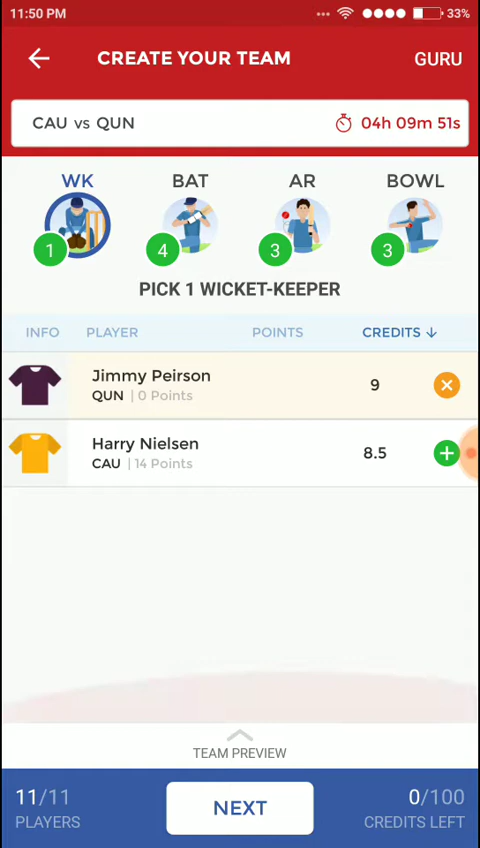 11:50 PM
33%
CREATE YOUR TEAM
GURU
CAU vs QUN
04h 09m 51s
WK
BAT
AR
BOWL
1
4
3
3
PICK 1 WICKET-KEEPER
INFO
PLAYER
POINTS
CREDITS ↓
Jimmy Peirson
QUN | 0 Points
9
Harry Nielsen
CAU | 14 Points
8.5
TEAM PREVIEW
11/11
PLAYERS
NEXT
0/100
CREDITS LEFT